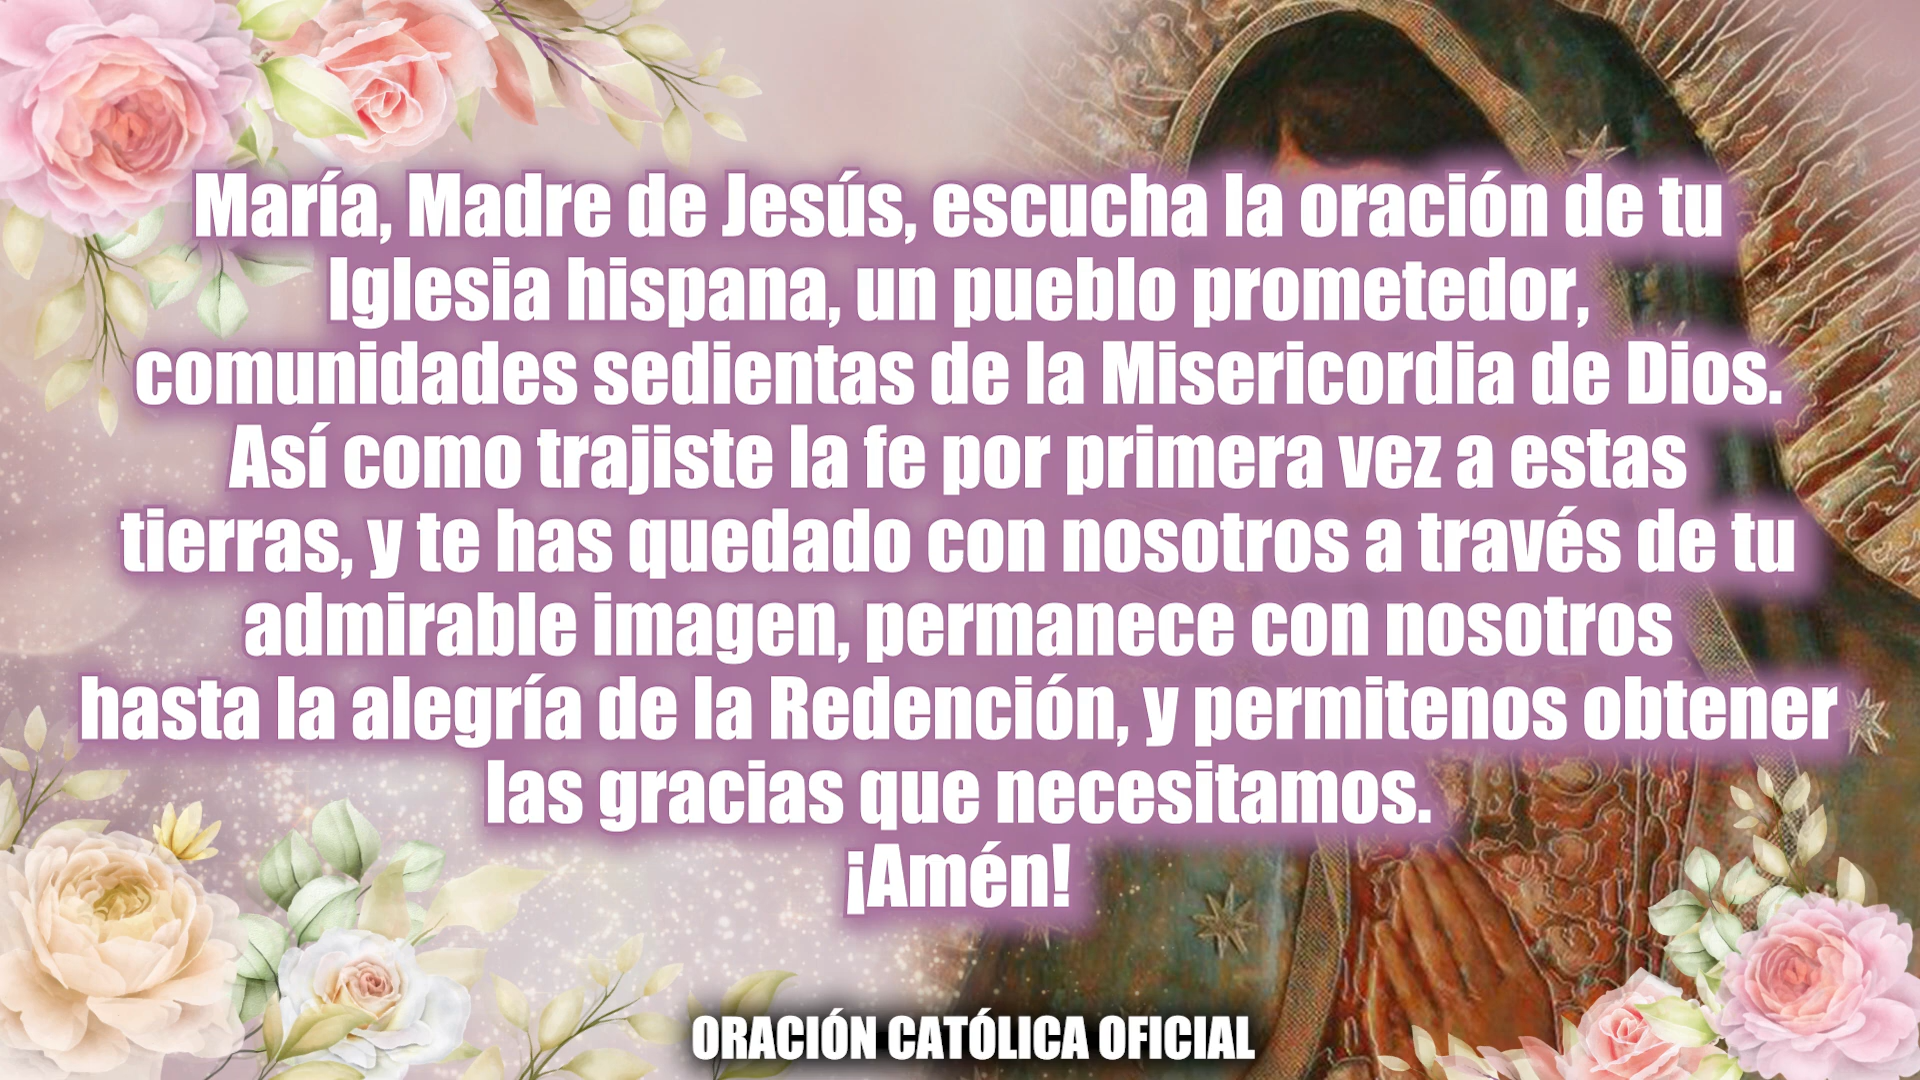 María, Madre de Jesús, escucha la oración de tu
Iglesia hispana, un pueblo prometedor,
comunidades sedientas de la Misericordia de Dios.
Así como trajiste la fe por primera vez a estas
tierras, y te has quedado con nosotros a través de tu
admirable imagen, permanece con nosotros
hasta la alegría de la Redención, y permitenos obtener
las gracias que necesitamos.
¡Amén!
ORACIÓN CATÓLICA OFICIAL